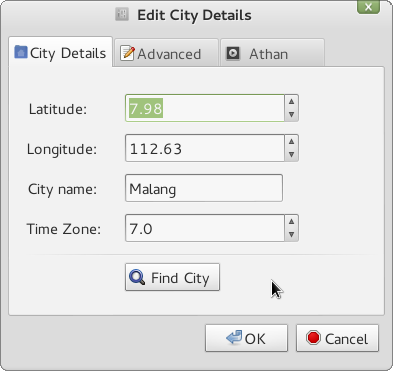 Edit City Details
City Details
Advanced
Athan
Latitude: 7.98
Longitude: 112.63
City name: Malang
Time Zone: 7.0
Find City
OK
Cancel